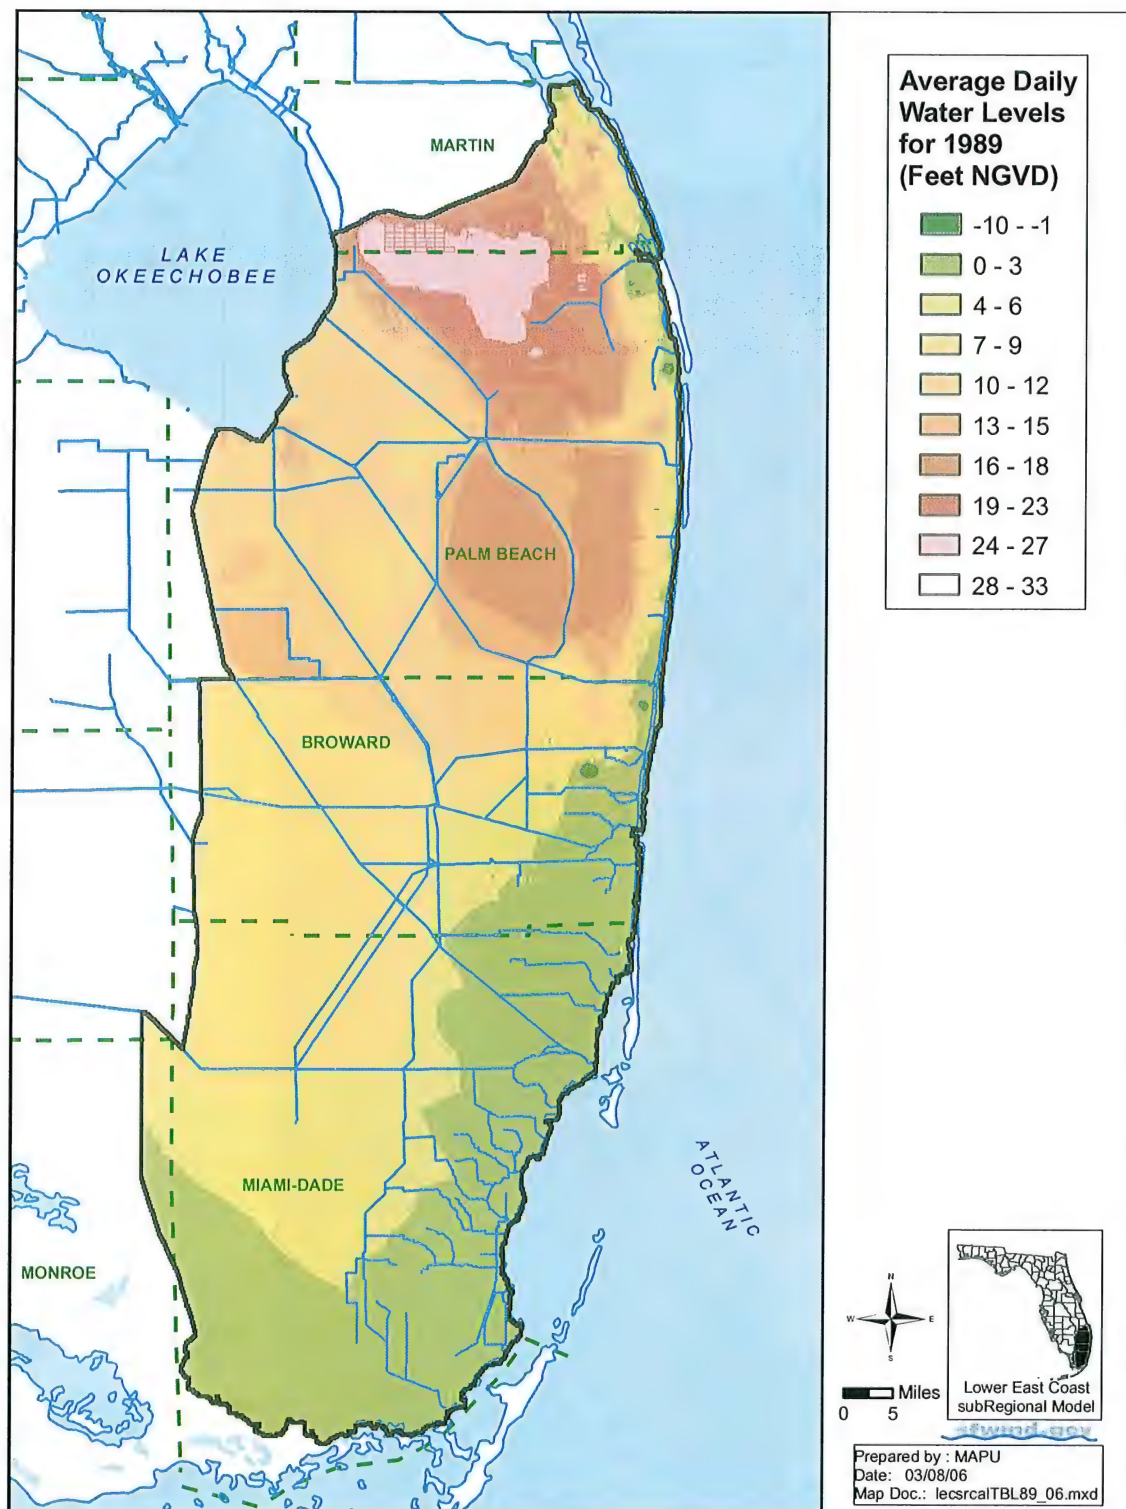 MARTIN
LAKE
OKEECHOBEE
PALM BEACH
BROWARD
MIAMI-DADE
MONROE
ATLANTIC
OCEAN
Average Daily
Water Levels
for 1989
(Feet NGVD)
-10 - -1
0 - 3
4 - 6
7 - 9
10 - 12
13 - 15
16 - 18
19 - 23
24 - 27
28 - 33
N
W
E
S
Miles
0 5
Lower East Coast
subRegional Model
sfwmd.gov
Prepared by : MAPU
Date: 03/08/06
Map Doc.: lecsrcalTBL89_06.mxd